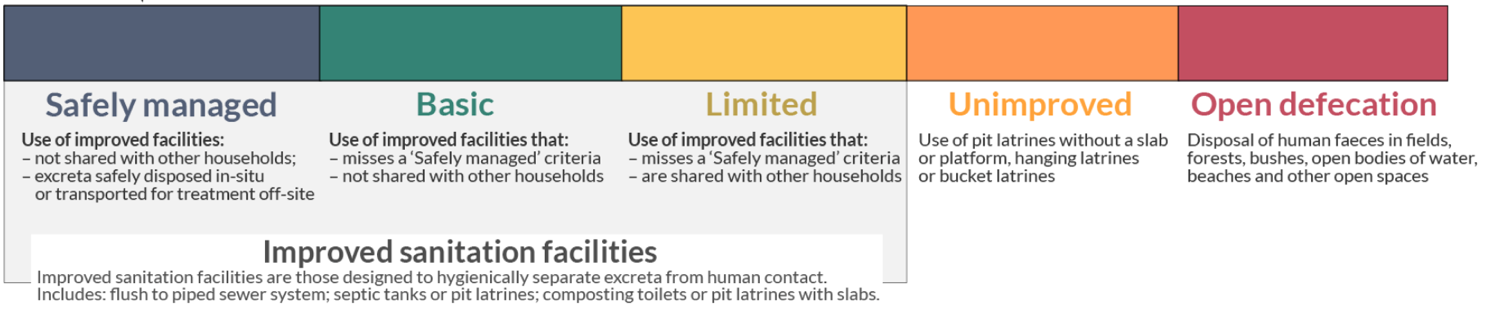 Safely managed
Use of improved facilities:
– not shared with other households;
– excreta safely disposed in-situ
or transported for treatment off-site
Basic
Use of improved facilities that:
– misses a ‘Safely managed’ criteria
– not shared with other households
Limited
Use of improved facilities that:
– misses a ‘Safely managed’ criteria
– are shared with other households
Unimproved
Use of pit latrines without a slab
or platform, hanging latrines
or bucket latrines
Open defecation
Disposal of human faeces in fields,
forests, bushes, open bodies of water,
beaches and other open spaces
Improved sanitation facilities
Improved sanitation facilities are those designed to hygienically separate excreta from human contact.
Includes: flush to piped sewer system; septic tanks or pit latrines; composting toilets or pit latrines with slabs.